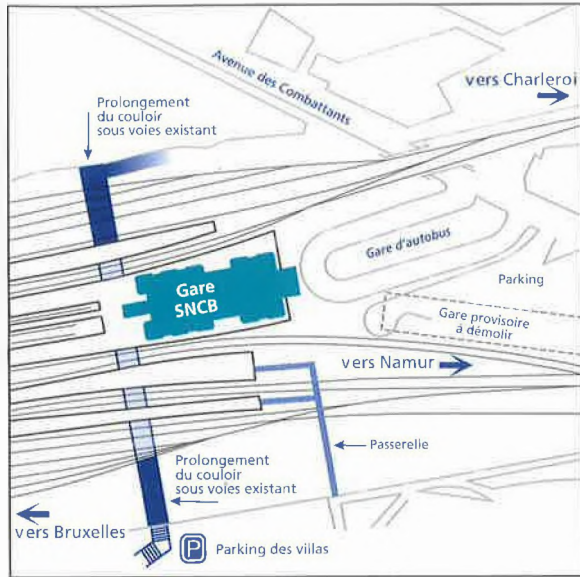 Avenue des Combattants
vers Charleroi
Prolongement
du couloir
sous voies existant
Gare d'autobus
Gare
SNCB
Parking
Gare provisoire
à démolir
vers Namur
Passerelle
Prolongement
du couloir
sous voies existant
vers Bruxelles
P
Parking des villas